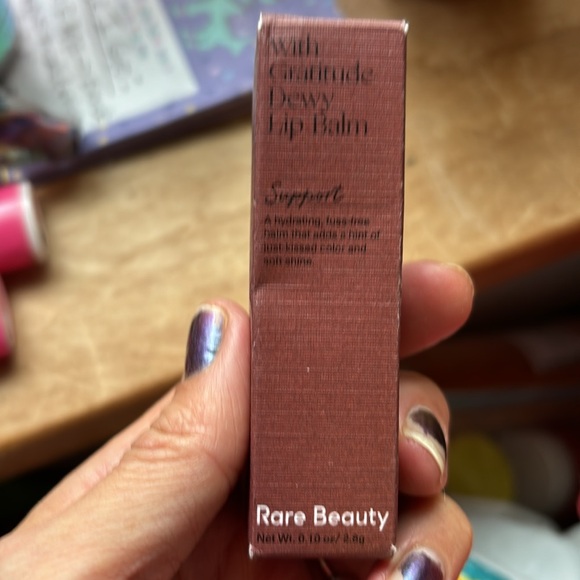 with
Gratitude
Dewy
Lip Balm
Support
A hydrating, fuss-free
balm that adds a hint of
just-kissed color and
soft shine.
Rare Beauty
Net Wt. 0.10 oz/ 2.8g